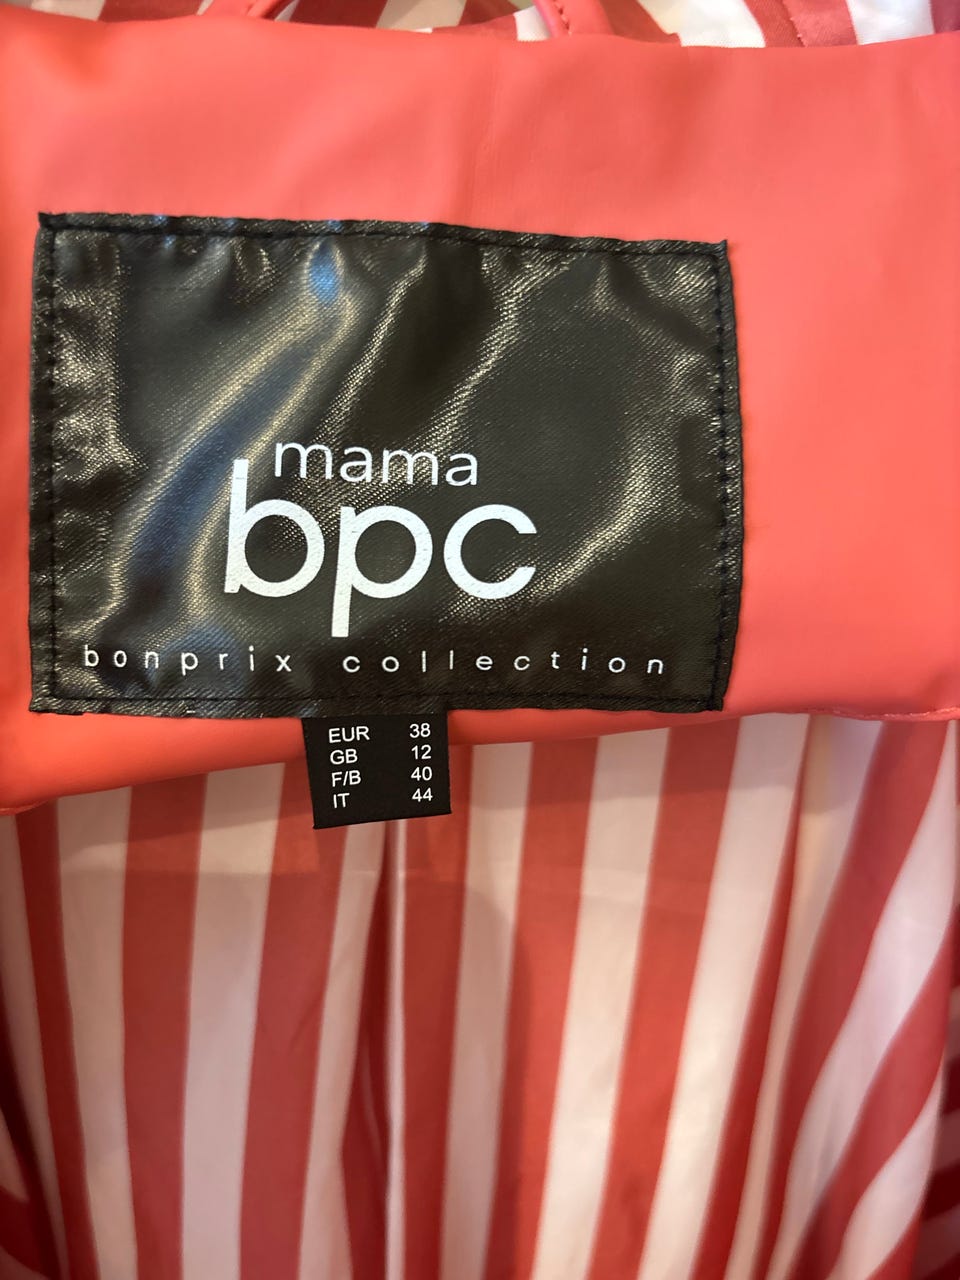 mama
bpc
bonprix collection
EUR 38
GB 12
F/B 40
IT 44